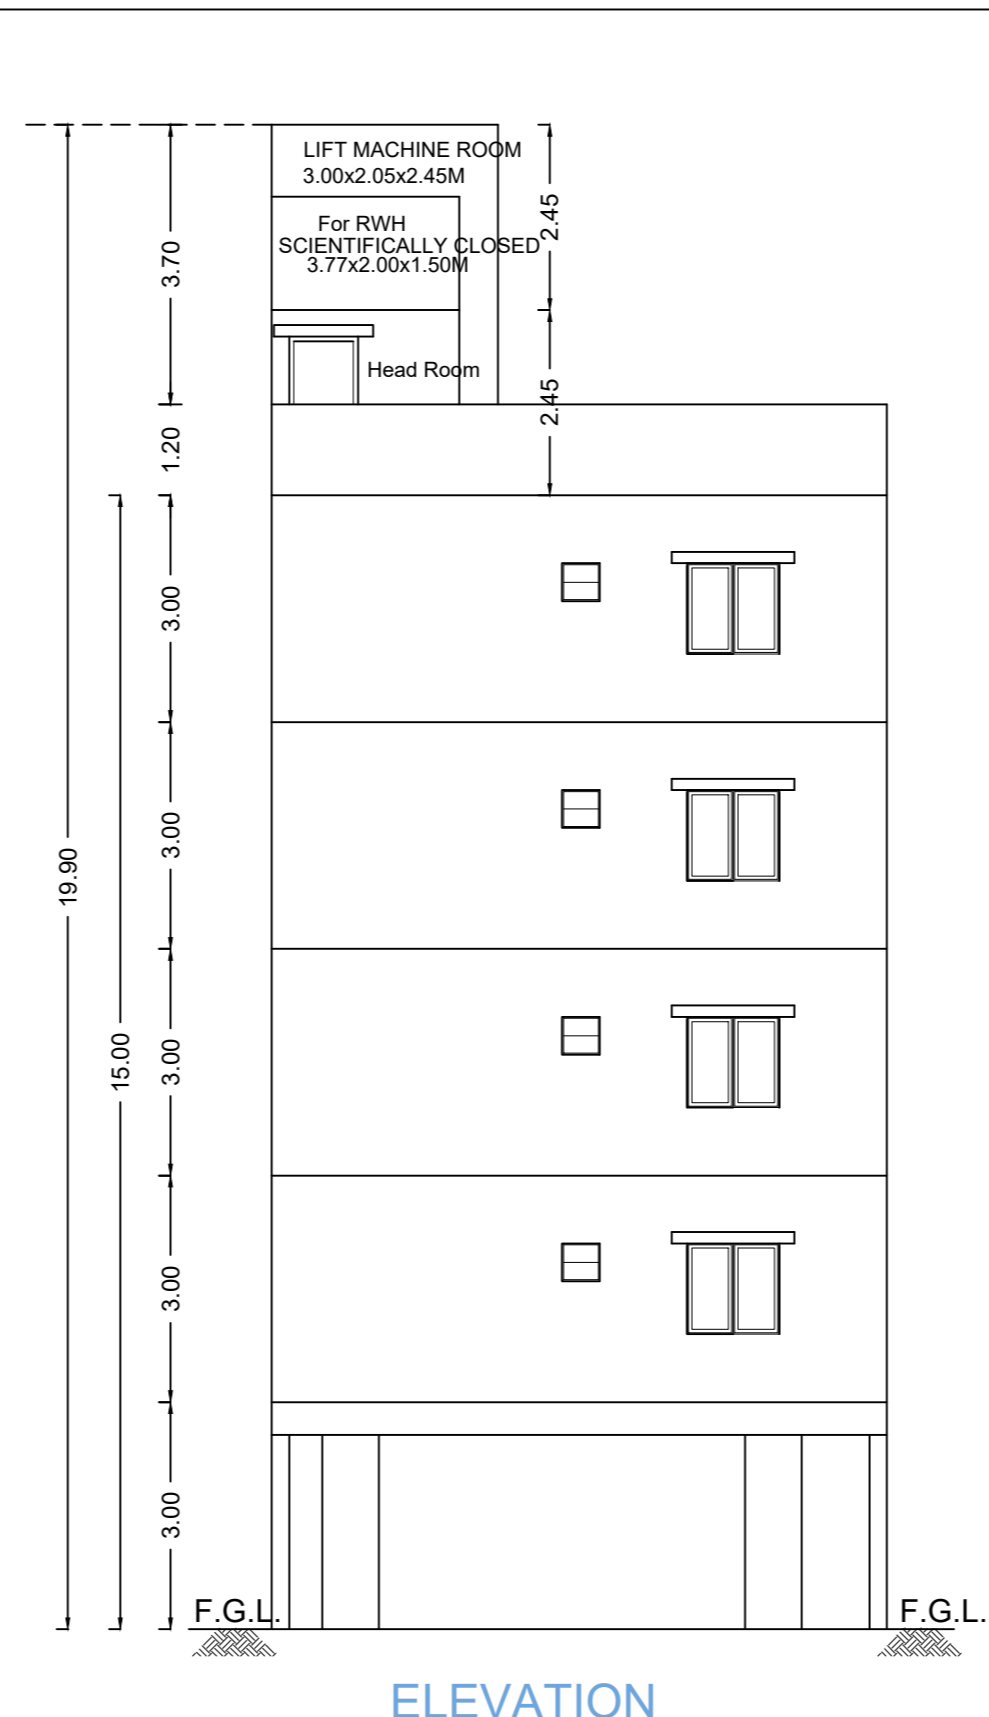 LIFT MACHINE ROOM
3.00x2.05x2.45M
For RWH
SCIENTIFICALLY CLOSED
3.77x2.00x1.50M
Head Room
2.45
2.45
3.70
1.20
3.00
3.00
3.00
3.00
3.00
19.90
15.00
F.G.L.
F.G.L.
ELEVATION